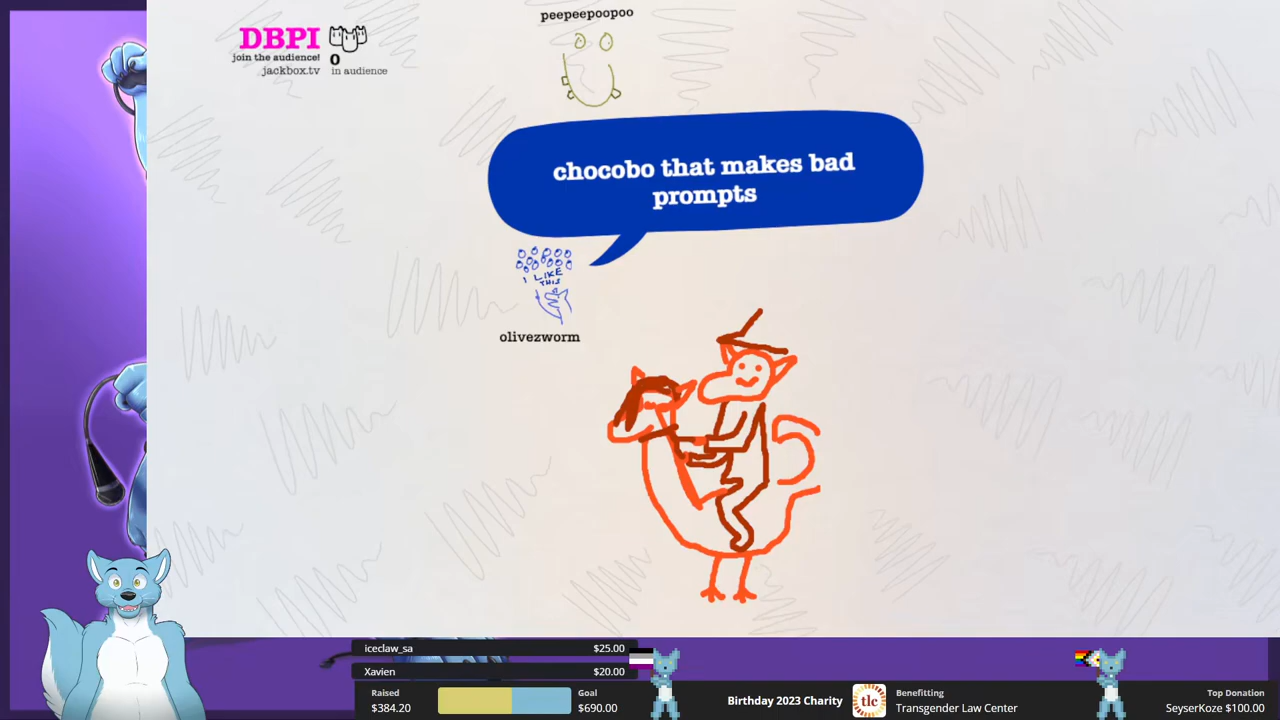 peepeepoopoo
DBPI
join the audience!
jackbox.tv
0
in audience
chocobo that makes bad
prompts
I LIKE
THIS
olivezworm
iceclaw_sa $25.00
Xavien $20.00
Raised
$384.20
Goal
$690.00
Birthday 2023 Charity
tlc
Benefitting
Transgender Law Center
Top Donation
SeyserKoze $100.00